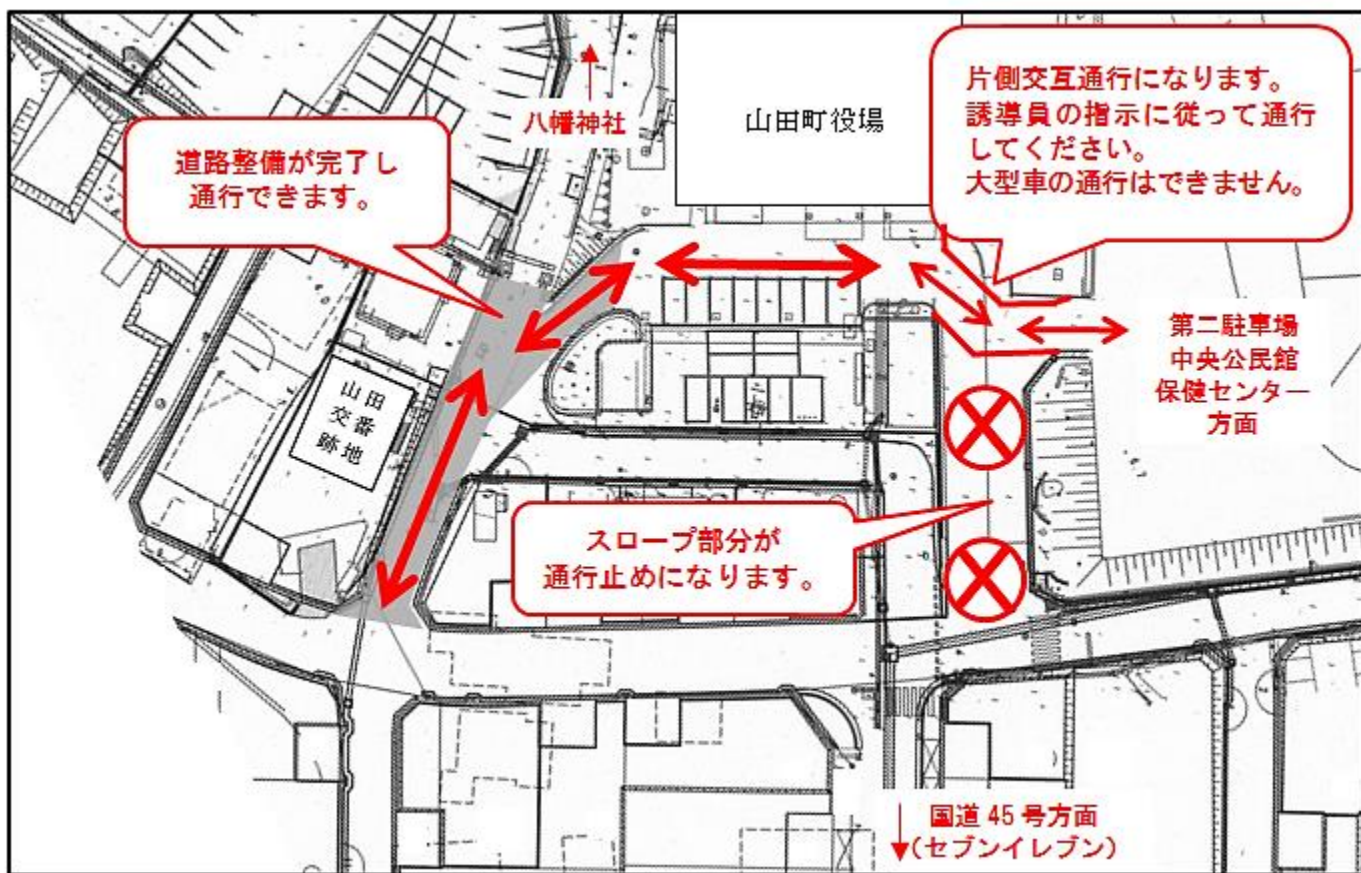 八幡神社
山田町役場
片側交互通行になります。
誘導員の指示に従って通行
してください。
大型車の通行はできません。
道路整備が完了し
通行できます。
第二駐車場
中央公民館
保健センター
方面
山田
交番
跡地
スロープ部分が
通行止めになります。
国道45号方面
(セブンイレブン)